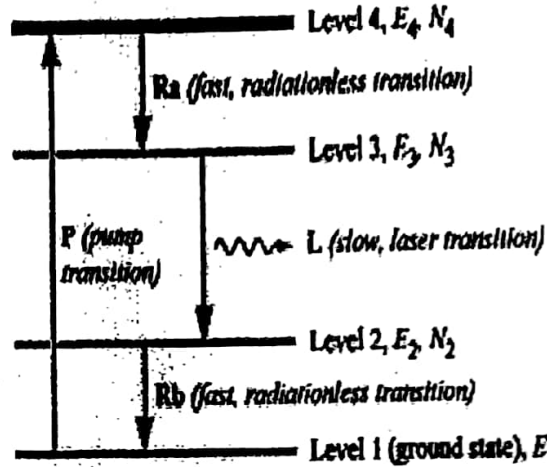 Level 4, E₄, N₄
Ra (fast, radiationless transition)
Level 3, E₃, N₃
P (pump
transition)
L (slow, laser transition)
Level 2, E₂, N₂
Rb (fast, radiationless transition)
Level 1 (ground state), E